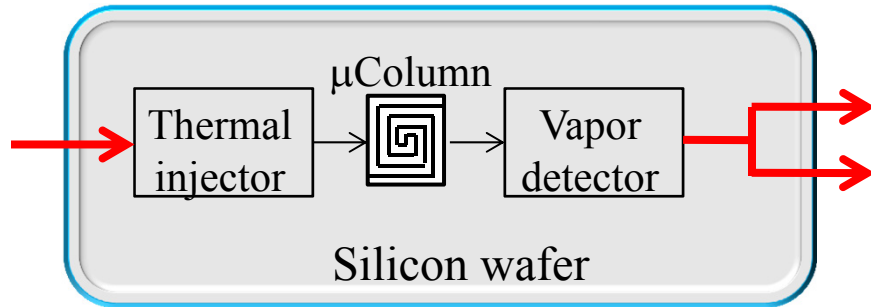 μColumn
Thermal
injector
Vapor
detector
Silicon wafer